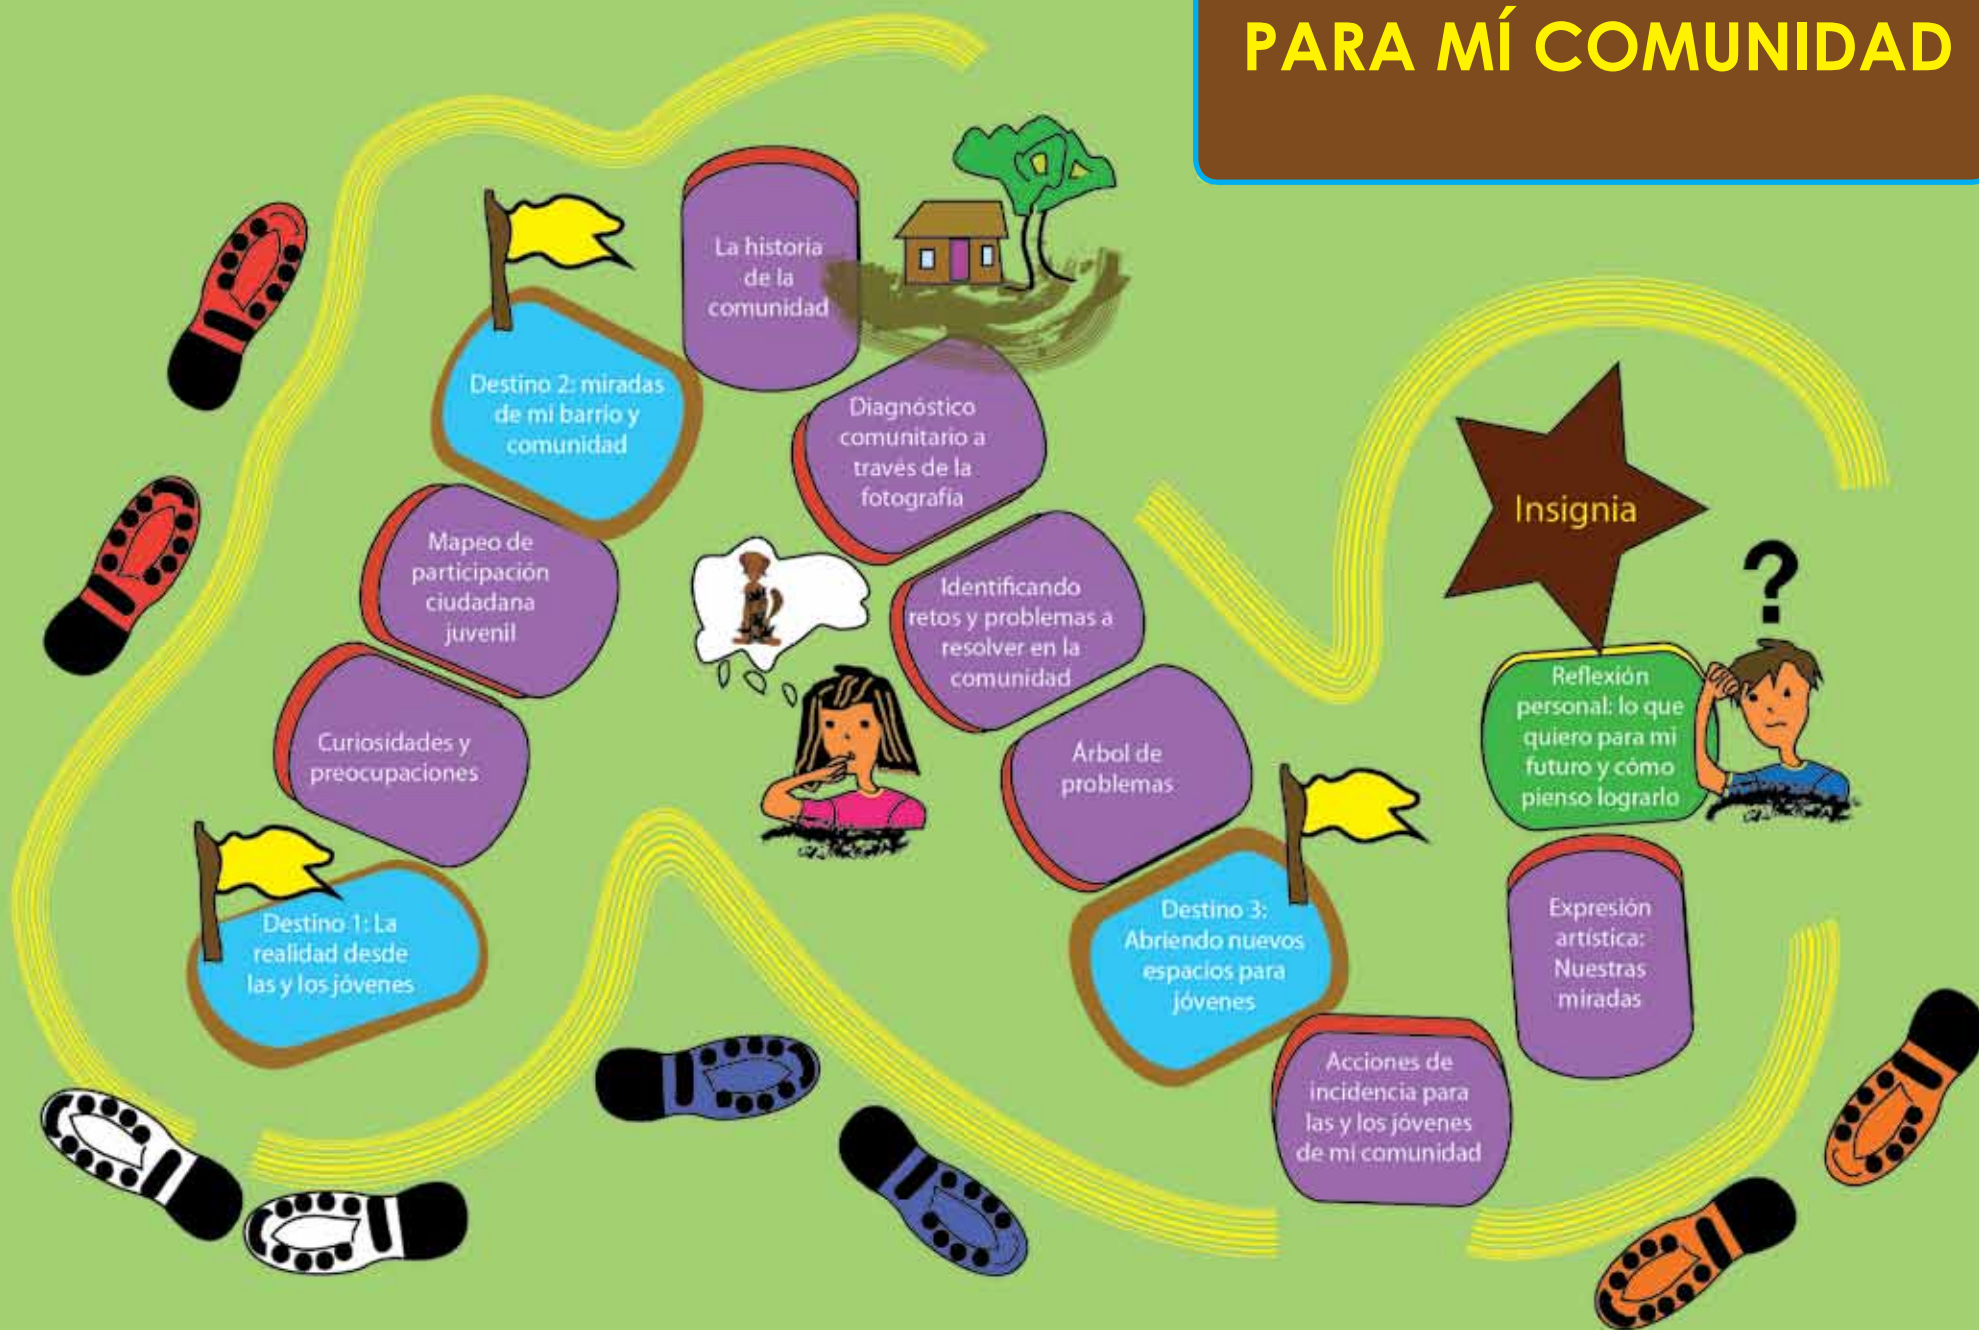 PARA MÍ COMUNIDAD
La historia
de la
comunidad
Destino 2: miradas
de mi barrio y
comunidad
Diagnóstico
comunitario a
través de la
fotografía
Mapeo de
participación
ciudadana
juvenil
Identificando
retos y problemas a
resolver en la
comunidad
Curiosidades y
preocupaciones
Árbol de
problemas
Destino 1: La
realidad desde
las y los jóvenes
Destino 3:
Abriendo nuevos
espacios para
jóvenes
Acciones de
incidencia para
las y los jóvenes
de mi comunidad
Expresión
artística:
Nuestras
miradas
Reflexión
personal: lo que
quiero para mi
futuro y cómo
pienso lograrlo
Insignia
?